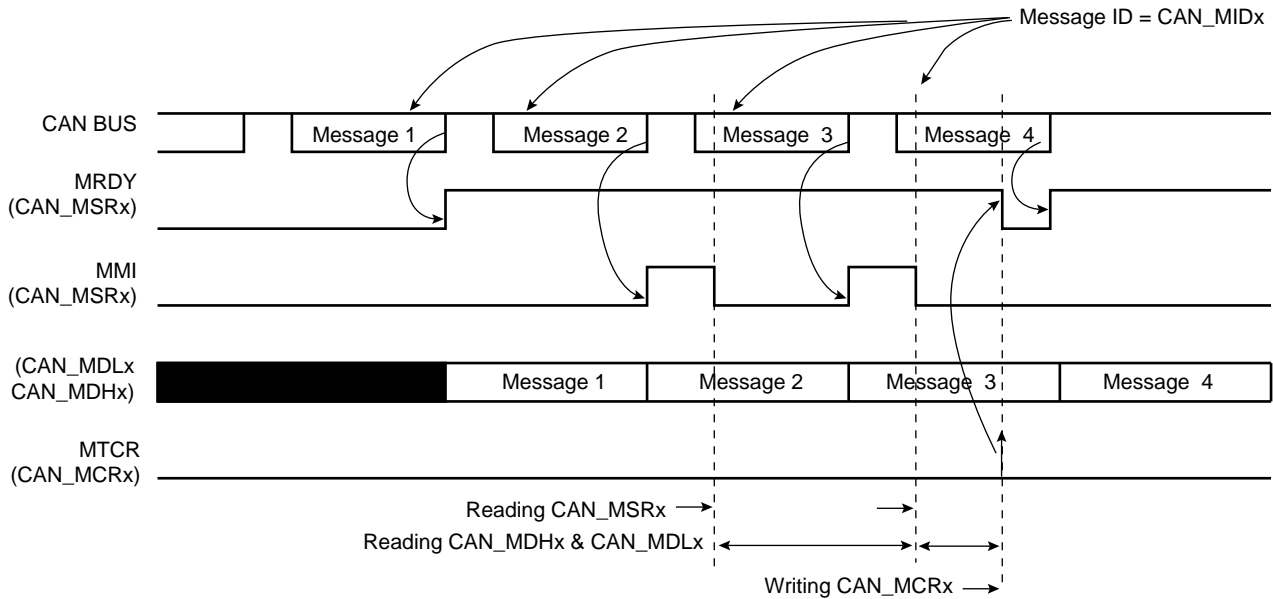 Message ID = CAN_MIDx
CAN BUS
Message 1
Message 2
Message 3
Message 4
MRDY
(CAN_MSRx)
MMI
(CAN_MSRx)
(CAN_MDLx
CAN_MDHx)
Message 1
Message 2
Message 3
Message 4
MTCR
(CAN_MCRx)
Reading CAN_MSRx
Reading CAN_MDHx & CAN_MDLx
Writing CAN_MCRx